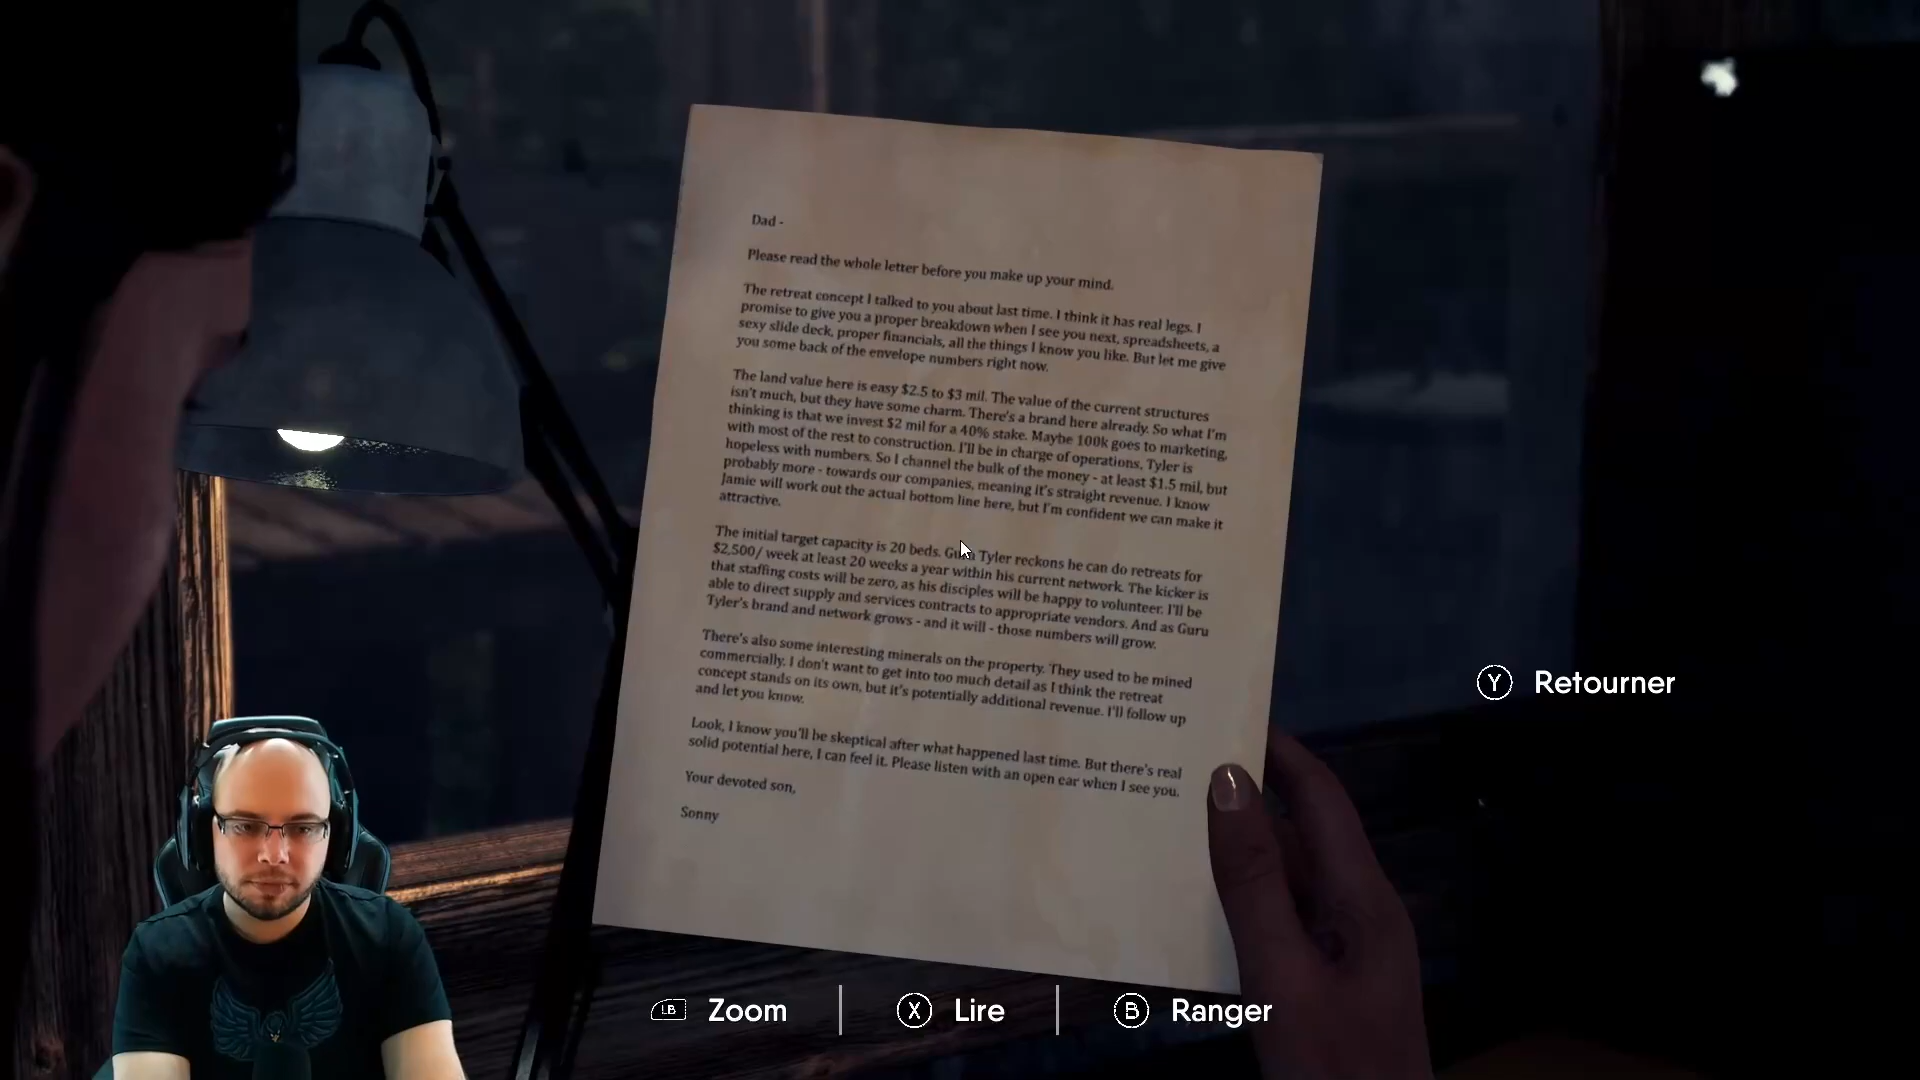 Dad -
Please read the whole letter before you make up your mind.
The retreat concept I talked to you about last time. I think it has real legs. I
promise to give you a proper breakdown when I see you next, spreadsheets, a
sexy slide deck, proper financials, all the things I know you like. But let me give
you some back of the envelope numbers right now.
The land value here is easy $2.5 to $3 mil. The value of the current structures
isn't much, but they have some charm. There's a brand here already. So what I'm
thinking is that we invest $2 mil for a 40% stake. Maybe 100k goes to marketing,
with most of the rest to construction. I'll be in charge of operations, Tyler is
hopeless with numbers. So I channel the bulk of the money - at least $1.5 mil, but
probably more - towards our companies, meaning it's straight revenue. I know
Jamie will work out the actual bottom line here, but I'm confident we can make it
attractive.
The initial target capacity is 20 beds. Guru Tyler reckons he can do retreats for
$2,500/ week at least 20 weeks a year within his current network. The kicker is
that staffing costs will be zero, as his disciples will be happy to volunteer. I'll be
able to direct supply and services contracts to appropriate vendors. And as Guru
Tyler's brand and network grows - and it will - those numbers will grow.
There's also some interesting minerals on the property. They used to be mined
commercially. I don't want to get into too much detail as I think the retreat
concept stands on its own, but it's potentially additional revenue. I'll follow up
and let you know.
Look, I know you'll be skeptical after what happened last time. But there's real
solid potential here, I can feel it. Please listen with an open ear when I see you.
Your devoted son,
Sonny
Y Retourner
LB Zoom X Lire B Ranger